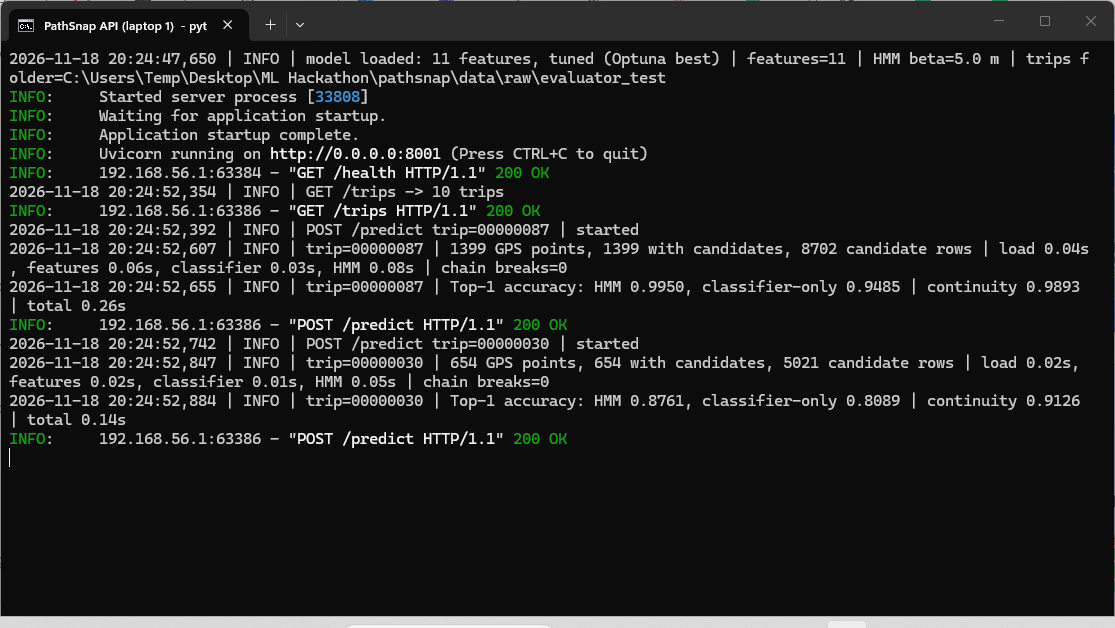 PathSnap API (laptop 1) - pyt
2026-11-18 20:24:47,650 | INFO | model loaded: 11 features, tuned (Optuna best) | features=11 | HMM beta=5.0 m | trips f
older=C:\Users\Temp\Desktop\ML Hackathon\pathsnap\data\raw\evaluator_test
INFO:     Started server process [33808]
INFO:     Waiting for application startup.
INFO:     Application startup complete.
INFO:     Uvicorn running on http://0.0.0.0:8001 (Press CTRL+C to quit)
INFO:     192.168.56.1:63384 - "GET /health HTTP/1.1" 200 OK
2026-11-18 20:24:52,354 | INFO | GET /trips -> 10 trips
INFO:     192.168.56.1:63386 - "GET /trips HTTP/1.1" 200 OK
2026-11-18 20:24:52,392 | INFO | POST /predict trip=00000087 | started
2026-11-18 20:24:52,607 | INFO | trip=00000087 | 1399 GPS points, 1399 with candidates, 8702 candidate rows | load 0.04s
, features 0.06s, classifier 0.03s, HMM 0.08s | chain breaks=0
2026-11-18 20:24:52,655 | INFO | trip=00000087 | Top-1 accuracy: HMM 0.9950, classifier-only 0.9485 | continuity 0.9893
| total 0.26s
INFO:     192.168.56.1:63386 - "POST /predict HTTP/1.1" 200 OK
2026-11-18 20:24:52,742 | INFO | POST /predict trip=00000030 | started
2026-11-18 20:24:52,847 | INFO | trip=00000030 | 654 GPS points, 654 with candidates, 5021 candidate rows | load 0.02s,
features 0.02s, classifier 0.01s, HMM 0.05s | chain breaks=0
2026-11-18 20:24:52,884 | INFO | trip=00000030 | Top-1 accuracy: HMM 0.8761, classifier-only 0.8089 | continuity 0.9126
| total 0.14s
INFO:     192.168.56.1:63386 - "POST /predict HTTP/1.1" 200 OK